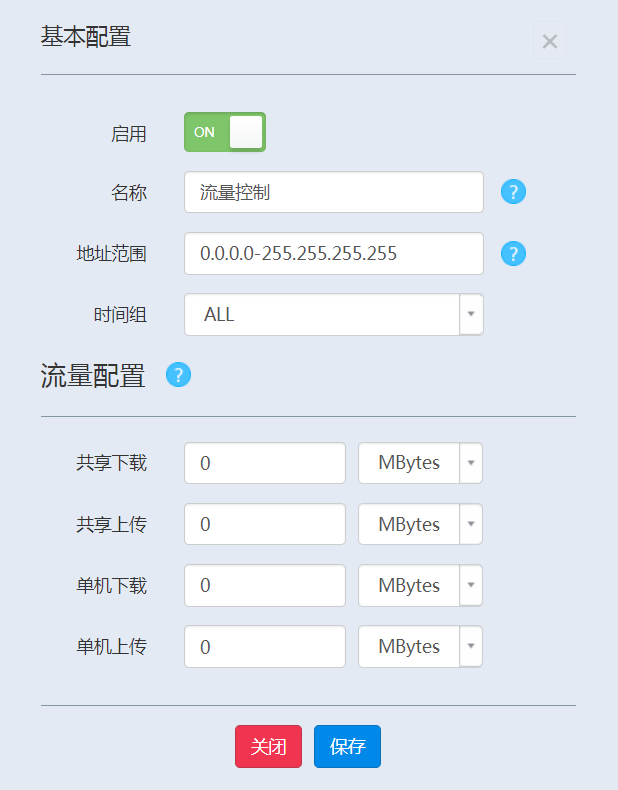 基本配置
×
启用 ON
名称 流量控制 ?
地址范围 0.0.0.0-255.255.255.255 ?
时间组 ALL
流量配置 ?
共享下载 0 MBytes
共享上传 0 MBytes
单机下载 0 MBytes
单机上传 0 MBytes
关闭 保存